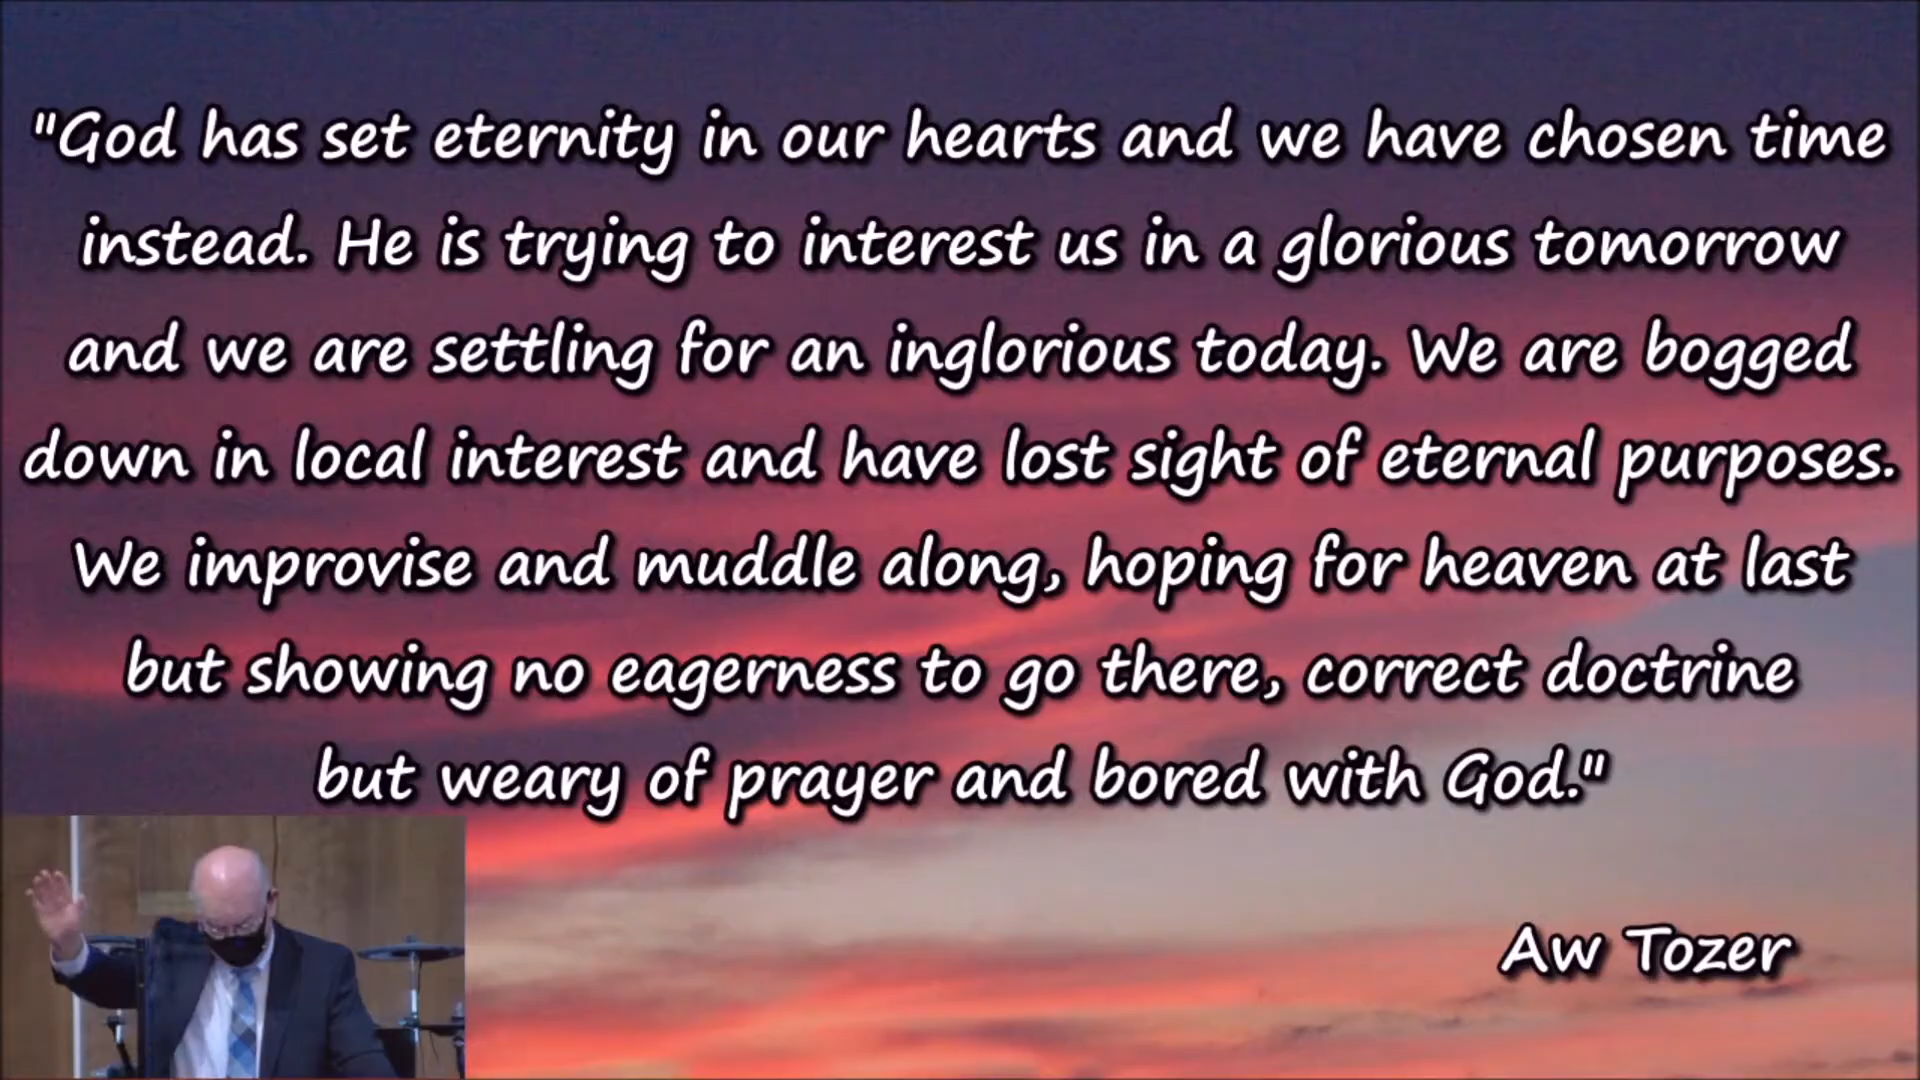 "God has set eternity in our hearts and we have chosen time
instead. He is trying to interest us in a glorious tomorrow
and we are settling for an inglorious today. We are bogged
down in local interest and have lost sight of eternal purposes.
We improvise and muddle along, hoping for heaven at last
but showing no eagerness to go there, correct doctrine
but weary of prayer and bored with God."
Aw Tozer